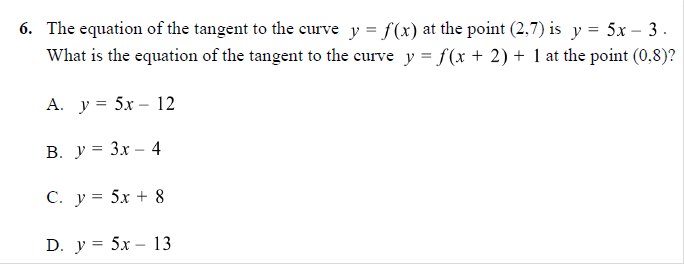 6. The equation of the tangent to the curve y = f(x) at the point (2,7) is y = 5x – 3.
What is the equation of the tangent to the curve y = f(x + 2) + 1 at the point (0,8)?
A. y = 5x – 12
B. y = 3x – 4
C. y = 5x + 8
D. y = 5x – 13